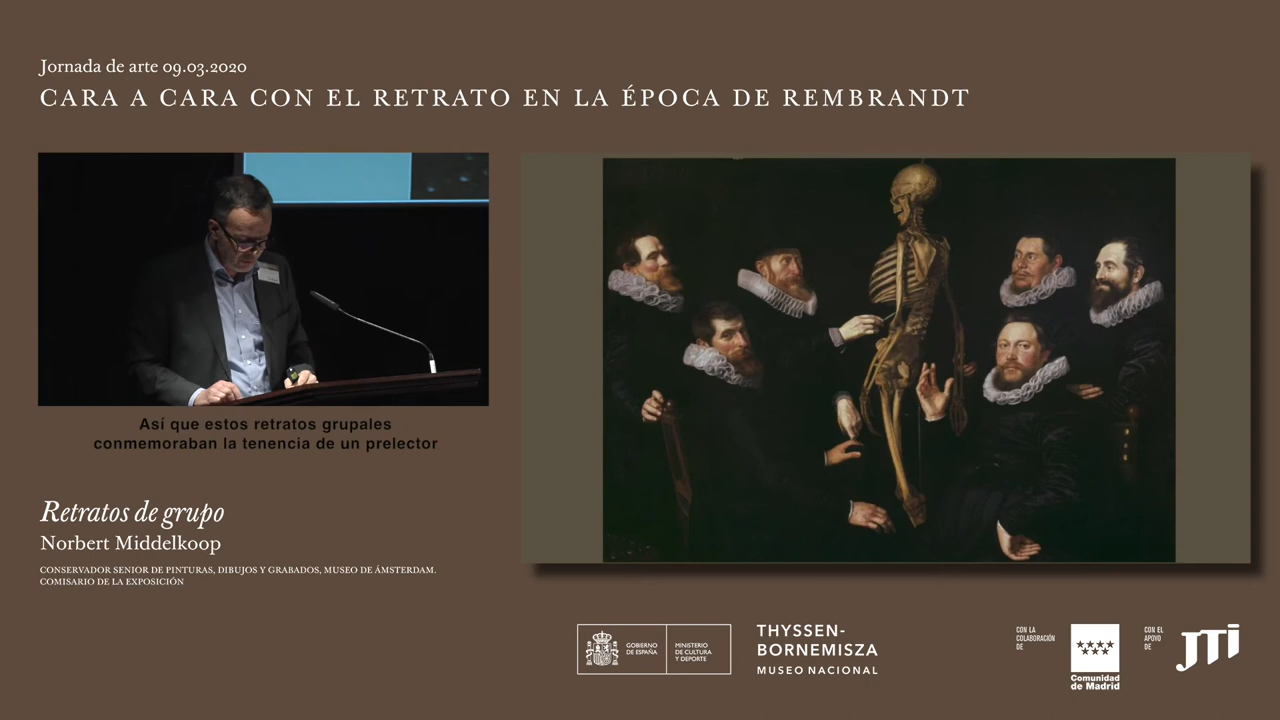 Jornada de arte 09.03.2020
CARA A CARA CON EL RETRATO EN LA ÉPOCA DE REMBRANDT
Así que estos retratos grupales
conmemoraban la tenencia de un prelector
Retratos de grupo
Norbert Middelkoop
CONSERVADOR SENIOR DE PINTURAS, DIBUJOS Y GRABADOS, MUSEO DE ÁMSTERDAM.
COMISARIO DE LA EXPOSICIÓN
GOBIERNO
DE ESPAÑA
MINISTERIO
DE CULTURA
Y DEPORTE
THYSSEN-
BORNEMISZA
MUSEO NACIONAL
CON LA
COLABORACIÓN
DE
Comunidad
de Madrid
CON EL
APOYO
DE
JTi